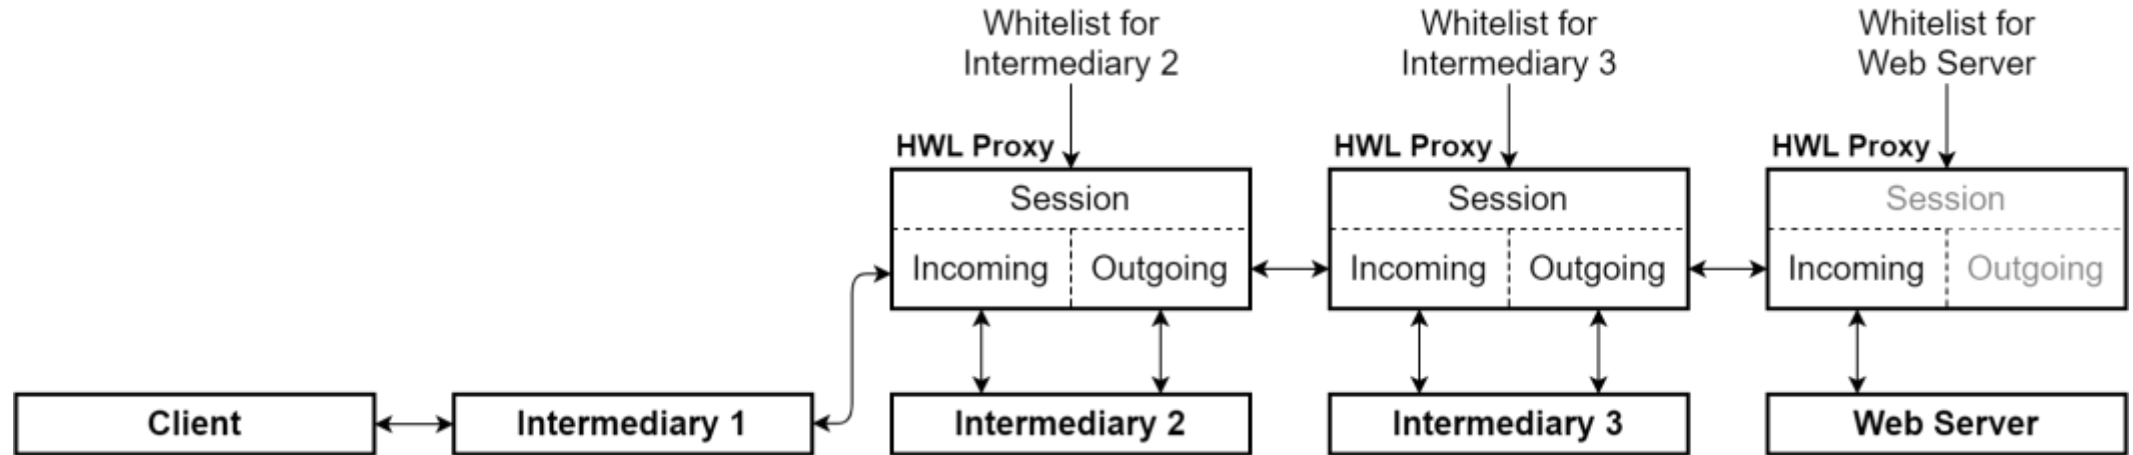 Whitelist for
Intermediary 2
Whitelist for
Intermediary 3
Whitelist for
Web Server
HWL Proxy
HWL Proxy
HWL Proxy
Session
Session
Session
Incoming
Outgoing
Incoming
Outgoing
Incoming
Outgoing
Client
Intermediary 1
Intermediary 2
Intermediary 3
Web Server